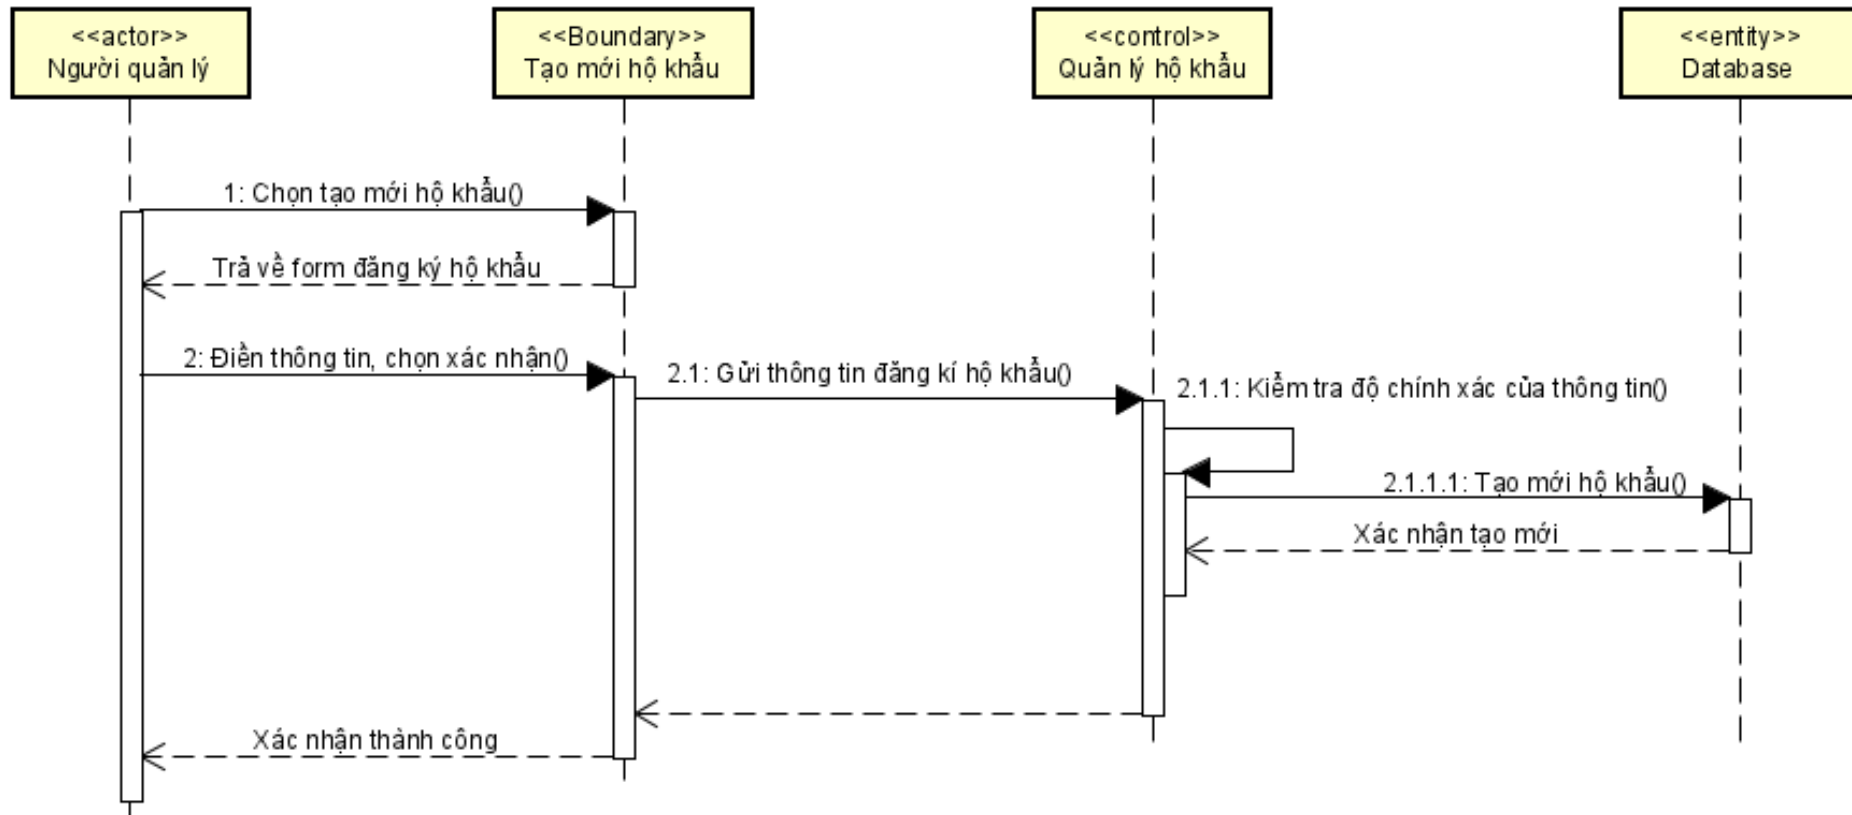 <<actor>>
Người quản lý
<<Boundary>>
Tạo mới hộ khẩu
<<control>>
Quản lý hộ khẩu
<<entity>>
Database
1: Chọn tạo mới hộ khẩu()
Trả về form đăng ký hộ khẩu
2: Điền thông tin, chọn xác nhận()
2.1: Gửi thông tin đăng kí hộ khẩu()
2.1.1: Kiểm tra độ chính xác của thông tin()
2.1.1.1: Tạo mới hộ khẩu()
Xác nhận tạo mới
Xác nhận thành công